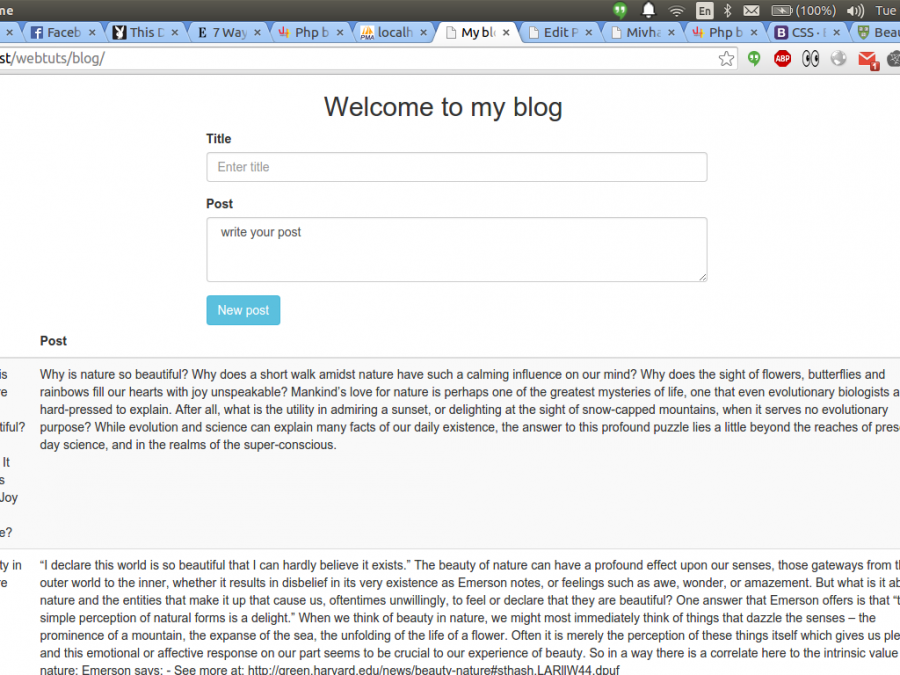 me
En
(100%)
Tue
Faceb
This D
7 Way
Php b
localh
My bl
Edit P
Mivha
Php b
CSS ·
Beau
st/webtuts/blog/
ABP
1
Welcome to my blog
Title
Enter title
Post
write your post
New post
Post
is
re
tiful?
It
s
Joy
e?
Why is nature so beautiful? Why does a short walk amidst nature have such a calming influence on our mind? Why does the sight of flowers, butterflies and
rainbows fill our hearts with joy unspeakable? Mankind's love for nature is perhaps one of the greatest mysteries of life, one that even evolutionary biologists a
hard-pressed to explain. After all, what is the utility in admiring a sunset, or delighting at the sight of snow-capped mountains, when it serves no evolutionary
purpose? While evolution and science can explain many facts of our daily existence, the answer to this profound puzzle lies a little beyond the reaches of pres
day science, and in the realms of the super-conscious.
ty in
re
“I declare this world is so beautiful that I can hardly believe it exists.” The beauty of nature can have a profound effect upon our senses, those gateways from th
outer world to the inner, whether it results in disbelief in its very existence as Emerson notes, or feelings such as awe, wonder, or amazement. But what is it ab
nature and the entities that make it up that cause us, oftentimes unwillingly, to feel or declare that they are beautiful? One answer that Emerson offers is that “t
simple perception of natural forms is a delight.” When we think of beauty in nature, we might most immediately think of things that dazzle the senses – the
prominence of a mountain, the expanse of the sea, the unfolding of the life of a flower. Often it is merely the perception of these things itself which gives us ple
and this emotional or affective response on our part seems to be crucial to our experience of beauty. So in a way there is a correlate here to the intrinsic value
nature: Emerson says: - See more at: http://green.harvard.edu/news/beauty-nature#sthash.LARIIW44.dpuf